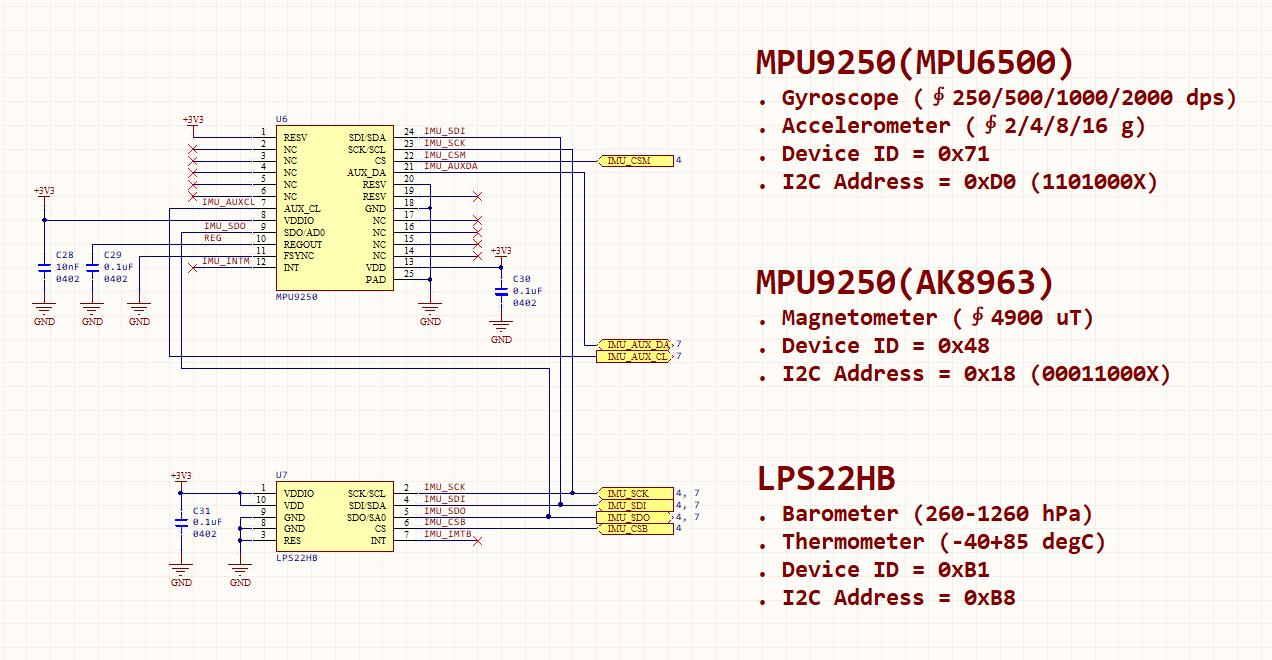 +3V3
U6
1 RESV SDI/SDA 24 IMU_SDI
2 NC SCK/SCL 23 IMU_SCK
3 NC CS 22 IMU_CSM
4 NC AUX_DA 21 IMU_AUXDA
5 NC RESV 20
6 NC RESV 19
IMU_AUXCL 7 AUX_CL GND 18
8 VDDIO NC 17
IMU_SDO 9 SDO/AD0 NC 16
REG 10 REGOUT NC 15
11 FSYNC NC 14
IMU_INTM 12 INT VDD 13
PAD 25
MPU9250
+3V3
C28
10nF
0402
GND
C29
0.1uF
0402
GND
GND
GND
+3V3
C30
0.1uF
0402
GND
IMU_CSM 4
IMU_AUX_DA 7
IMU_AUX_CL 7
+3V3
C31
0.1uF
0402
GND
GND
U7
1 VDDIO SCK/SCL 2 IMU_SCK
10 VDD SDI/SDA 4 IMU_SDI
9 GND SDO/SA0 5 IMU_SDO
8 GND CS 6 IMU_CSB
3 RES INT 7 IMU_IMTB
LPS22HB
IMU_SCK 4, 7
IMU_SDI 4, 7
IMU_SDO 4, 7
IMU_CSB 4
MPU9250(MPU6500)
. Gyroscope (∮250/500/1000/2000 dps)
. Accelerometer (∮2/4/8/16 g)
. Device ID = 0x71
. I2C Address = 0xD0 (1101000X)
MPU9250(AK8963)
. Magnetometer (∮4900 uT)
. Device ID = 0x48
. I2C Address = 0x18 (00011000X)
LPS22HB
. Barometer (260-1260 hPa)
. Thermometer (-40+85 degC)
. Device ID = 0xB1
. I2C Address = 0xB8